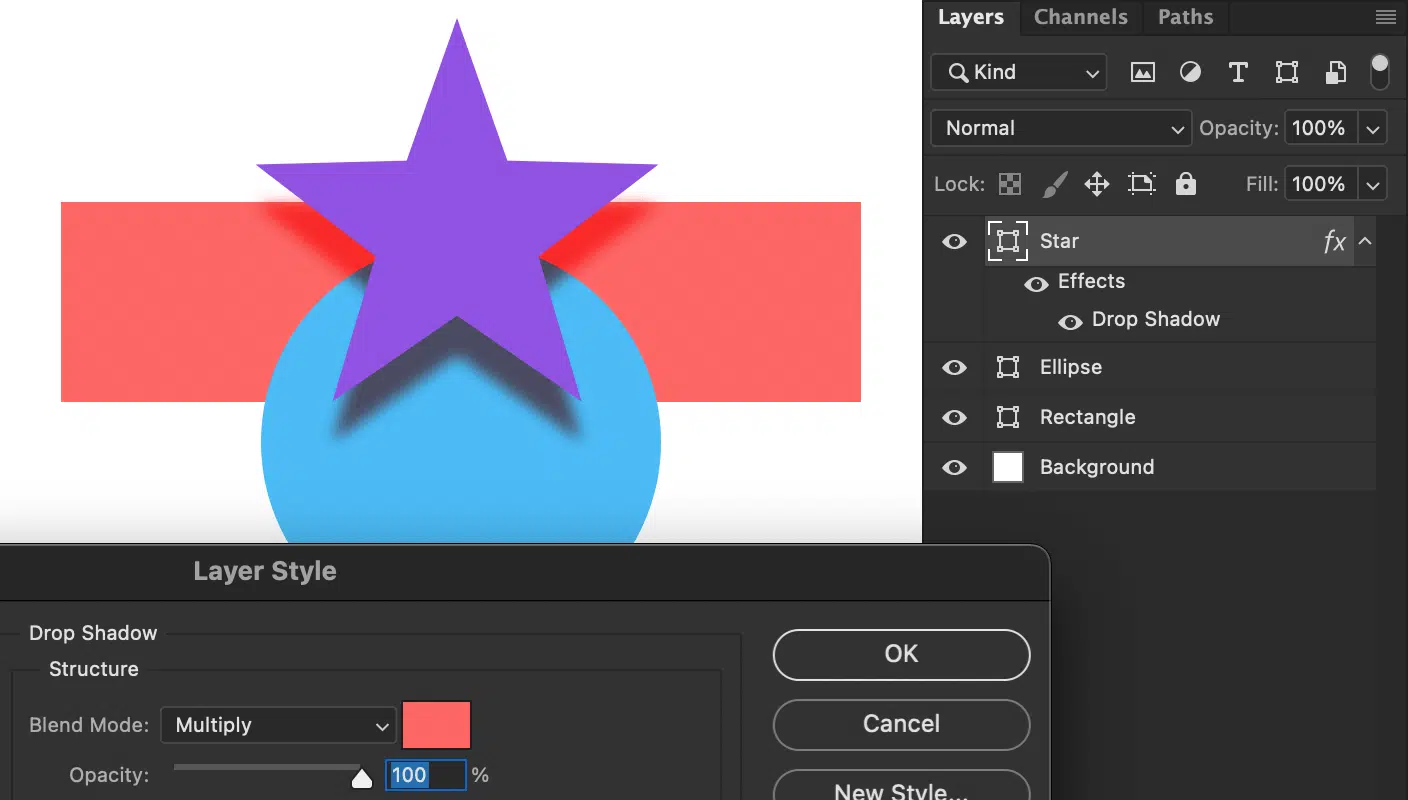 Layers Channels Paths
Kind
Normal Opacity: 100%
Lock: Fill: 100%
Star fx
Effects
Drop Shadow
Ellipse
Rectangle
Background
Layer Style
Drop Shadow
Structure
OK
Blend Mode: Multiply
Cancel
Opacity: 100 %
New Style...